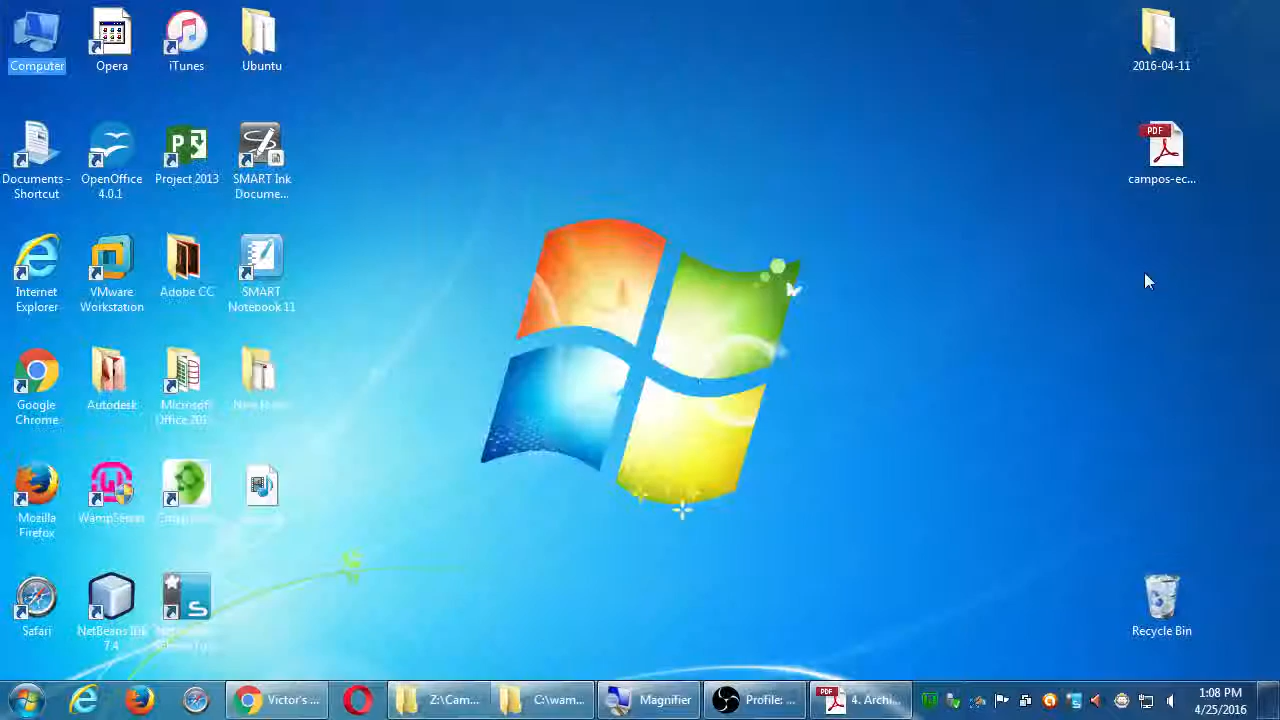 Computer
Opera
iTunes
Ubuntu
2016-04-11
Documents -
Shortcut
OpenOffice
4.0.1
Project 2013
SMART Ink
Docume...
PDF
campos-ec...
Internet
Explorer
VMware
Workstation
Adobe CC
SMART
Notebook 11
Google
Chrome
Autodesk
Microsoft
Office 201...
Mozilla
Firefox
WampServer
Safari
NetBeans IDE
7.4
Recycle Bin
Victor's ...
Z:\Cam...
C:\wam...
Magnifier
Profile: ...
PDF
4. Archi...
1:08 PM
4/25/2016